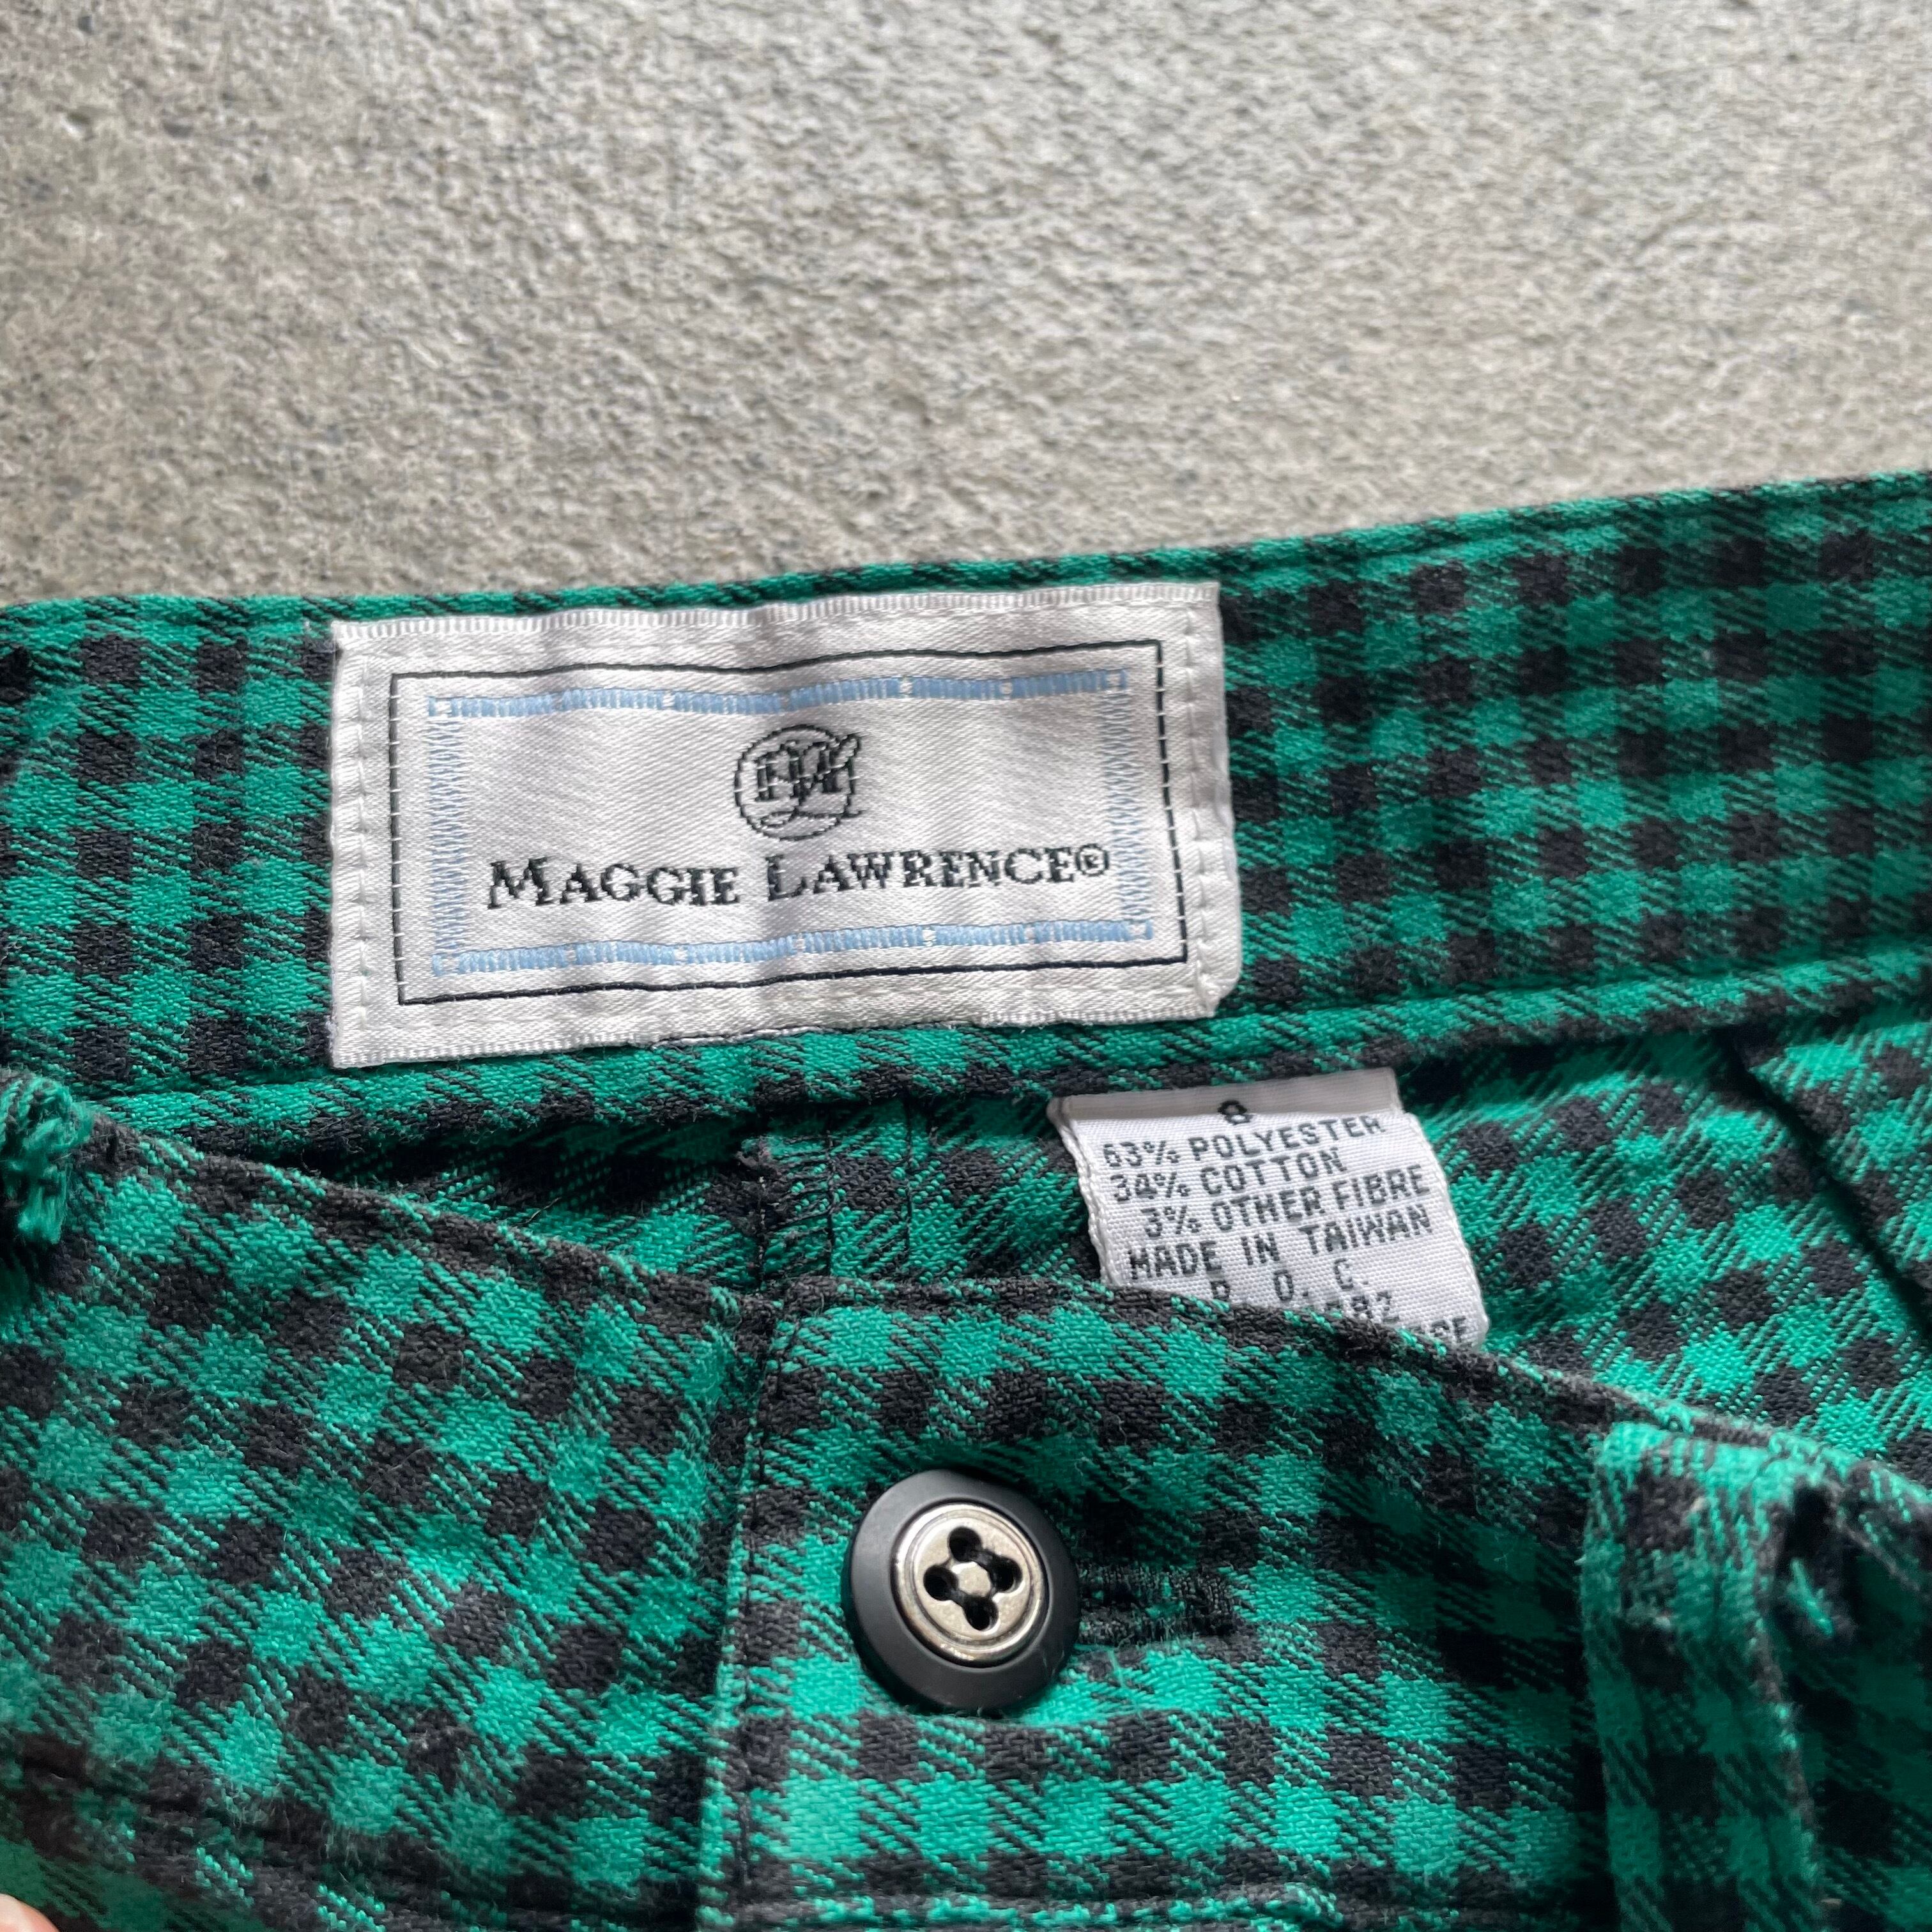 MAGGIE LAWRENCE®
8
63% POLYESTER
34% COTTON
3% OTHER FIBRE
MADE IN TAIWAN
R. O. C.